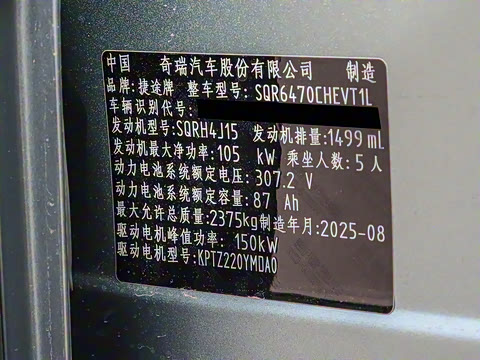 中国 奇瑞汽车股份有限公司 制造
品牌:捷途牌 整车型号:SQR6470CHEVT1L
车辆识别代号:
发动机型号:SQRH4J15 发动机排量:1499 mL
发动机最大净功率:105 kW 乘坐人数:5 人
动力电池系统额定电压:307.2 V
动力电池系统额定容量:87 Ah
最大允许总质量:2375kg 制造年月:2025-08
驱动电机峰值功率: 150kW
驱动电机型号:KPTZ220YMDA0